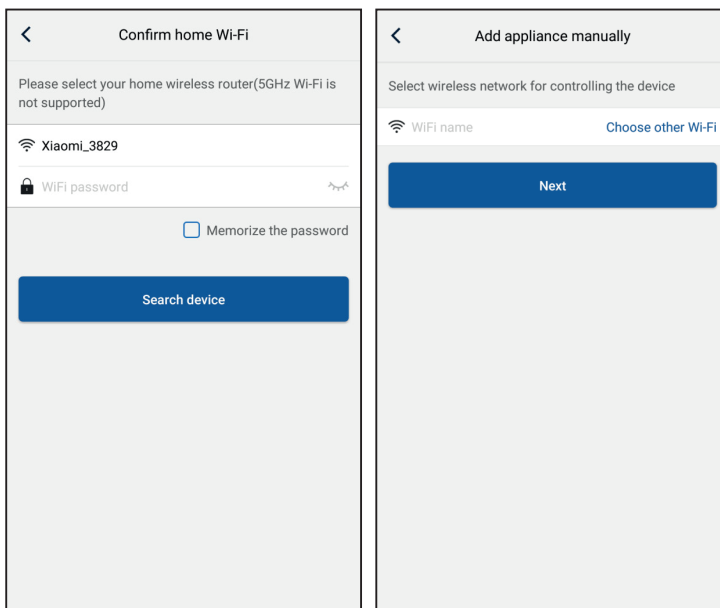 Confirm home Wi-Fi
Please select your home wireless router(5GHz Wi-Fi is
not supported)
Xiaomi_3829
WiFi password
Memorize the password
Search device
Add appliance manually
Select wireless network for controlling the device
WiFi name Choose other Wi-Fi
Next